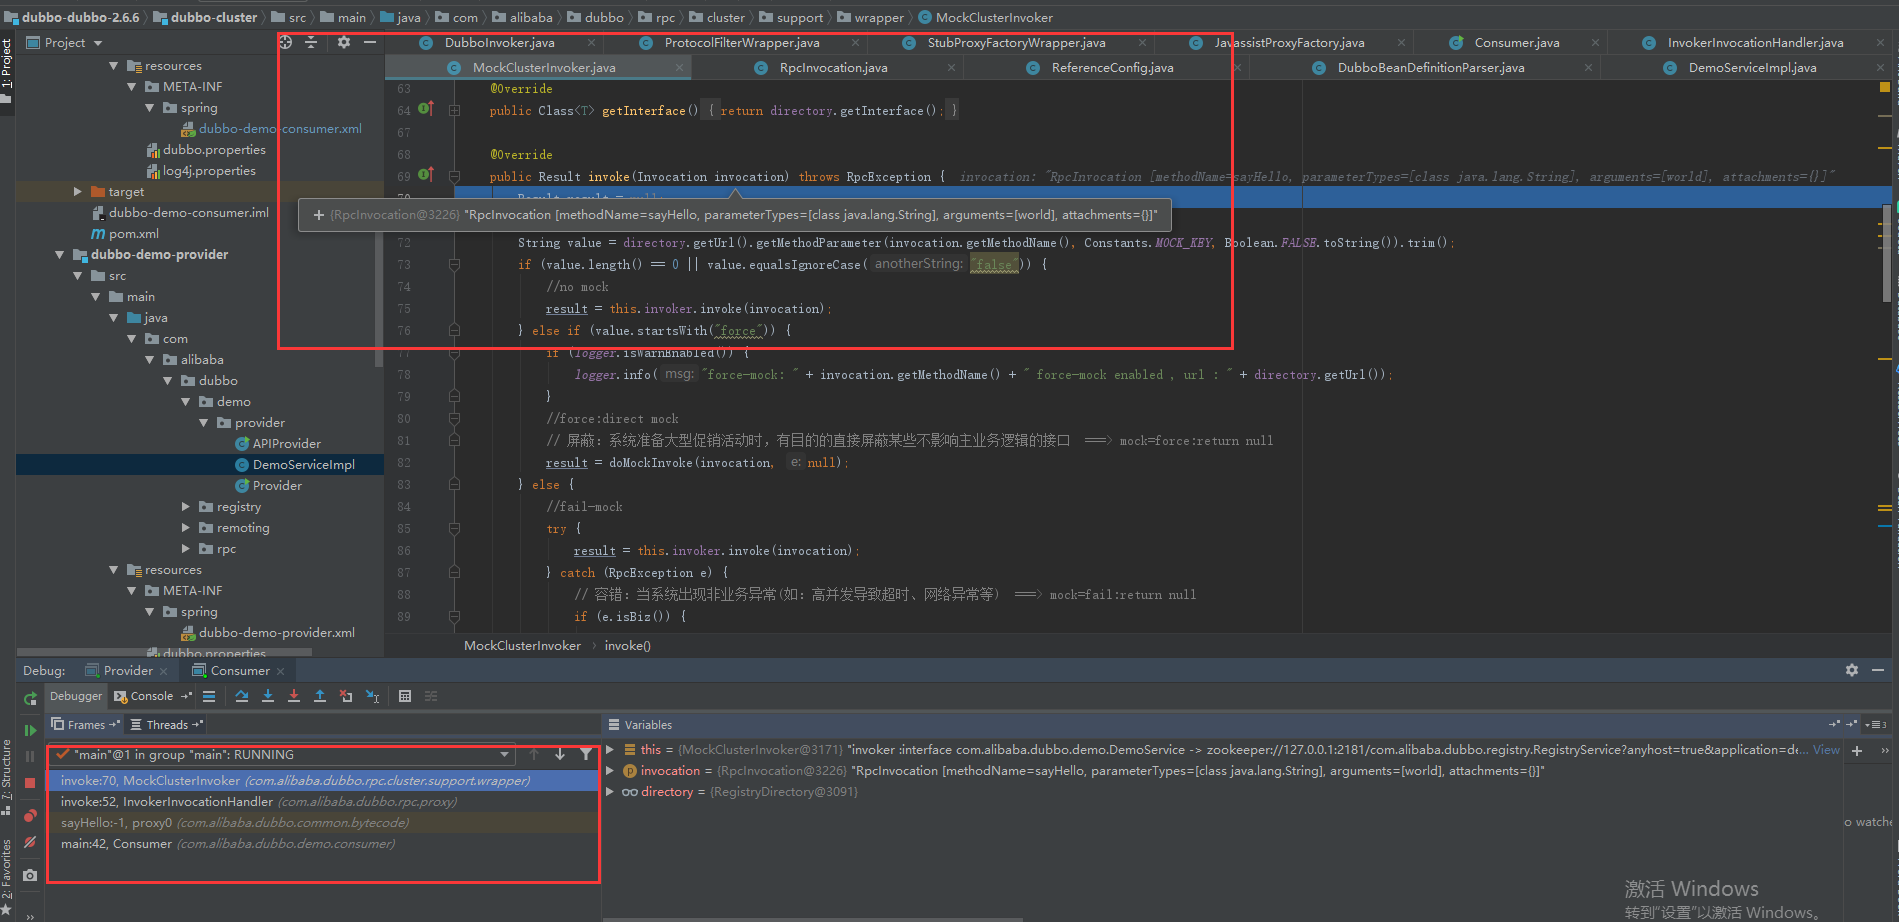 dubbo-dubbo-2.6.6 dubbo-cluster src main java com alibaba dubbo rpc cluster support wrapper MockClusterInvoker
1: Project
Project
DubboInvoker.java ProtocolFilterWrapper.java StubProxyFactoryWrapper.java JavassistProxyFactory.java Consumer.java InvokerInvocationHandler.java
MockClusterInvoker.java RpcInvocation.java ReferenceConfig.java DubboBeanDefinitionParser.java DemoServiceImpl.java
resources
META-INF
spring
dubbo-demo-consumer.xml
dubbo.properties
log4j.properties
target
dubbo-demo-consumer.iml
pom.xml
dubbo-demo-provider
src
main
java
com
alibaba
dubbo
demo
provider
APIProvider
DemoServiceImpl
Provider
registry
remoting
rpc
resources
META-INF
spring
dubbo-demo-provider.xml
dubbo.properties
63 @Override
64 public Class<T> getInterface() { return directory.getInterface(); }
67
68 @Override
69 public Result invoke(Invocation invocation) throws RpcException { invocation: "RpcInvocation [methodName=sayHello, parameterTypes=[class java.lang.String], arguments=[world], attachments={}]"
70 Result result = null;
{RpcInvocation@3226} "RpcInvocation [methodName=sayHello, parameterTypes=[class java.lang.String], arguments=[world], attachments={}]"
72 String value = directory.getUrl().getMethodParameter(invocation.getMethodName(), Constants.MOCK_KEY, Boolean.FALSE.toString()).trim();
73 if (value.length() == 0 || value.equalsIgnoreCase( anotherString: "false")) {
74 //no mock
75 result = this.invoker.invoke(invocation);
76 } else if (value.startsWith("force")) {
77 if (logger.isWarnEnabled()) {
78 logger.info( msg: "force-mock: " + invocation.getMethodName() + " force-mock enabled , url : " + directory.getUrl());
79 }
80 //force:direct mock
81 // 屏蔽：系统准备大型促销活动时，有目的的直接屏蔽某些不影响主业务逻辑的接口 ===> mock=force:return null
82 result = doMockInvoke(invocation, e: null);
83 } else {
84 //fail-mock
85 try {
86 result = this.invoker.invoke(invocation);
87 } catch (RpcException e) {
88 // 容错：当系统出现非业务异常(如：高并发导致超时、网络异常等) ===> mock=fail:return null
89 if (e.isBiz()) {
MockClusterInvoker › invoke()
Debug: Provider Consumer
Debugger Console
Frames Threads
"main"@1 in group "main": RUNNING
invoke:70, MockClusterInvoker (com.alibaba.dubbo.rpc.cluster.support.wrapper)
invoke:52, InvokerInvocationHandler (com.alibaba.dubbo.rpc.proxy)
sayHello:-1, proxy0 (com.alibaba.dubbo.common.bytecode)
main:42, Consumer (com.alibaba.dubbo.demo.consumer)
Variables
this = {MockClusterInvoker@3171} "invoker :interface com.alibaba.dubbo.demo.DemoService -> zookeeper://127.0.0.1:2181/com.alibaba.dubbo.registry.RegistryService?anyhost=true&application=de... View
invocation = {RpcInvocation@3226} "RpcInvocation [methodName=sayHello, parameterTypes=[class java.lang.String], arguments=[world], attachments={}]"
directory = {RegistryDirectory@3091}
3
o watche
7: Structure
2: Favorites
激活 Windows
转到"设置"以激活 Windows。